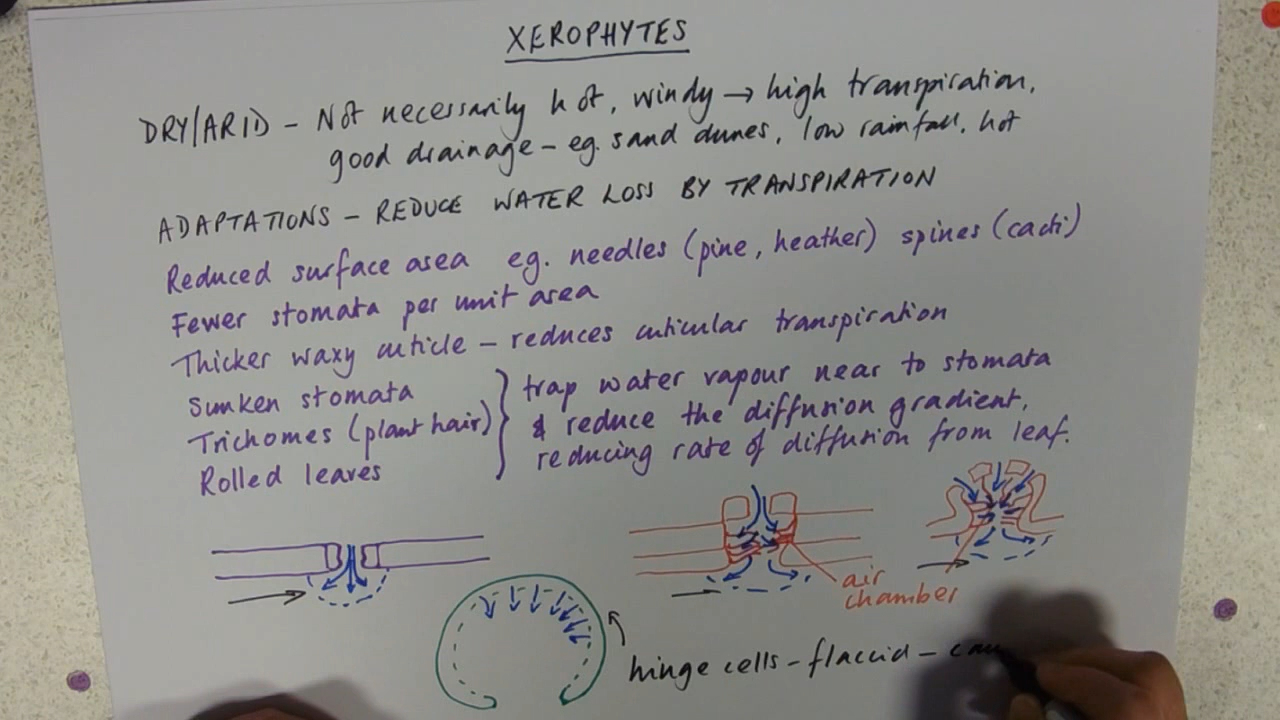 XEROPHYTES
DRY/ARID - Not necessarily hot, windy → high transpiration,
good drainage - eg. sand dunes, low rainfall, hot
ADAPTATIONS - REDUCE WATER LOSS BY TRANSPIRATION
Reduced surface area eg. needles (pine, heather) spines (cacti)
Fewer stomata per unit area
Thicker waxy cuticle - reduces cuticular transpiration
Sunken stomata } trap water vapour near to stomata
Trichomes (plant hair) } & reduce the diffusion gradient,
Rolled leaves } reducing rate of diffusion from leaf.
air
chamber
hinge cells - flaccid -